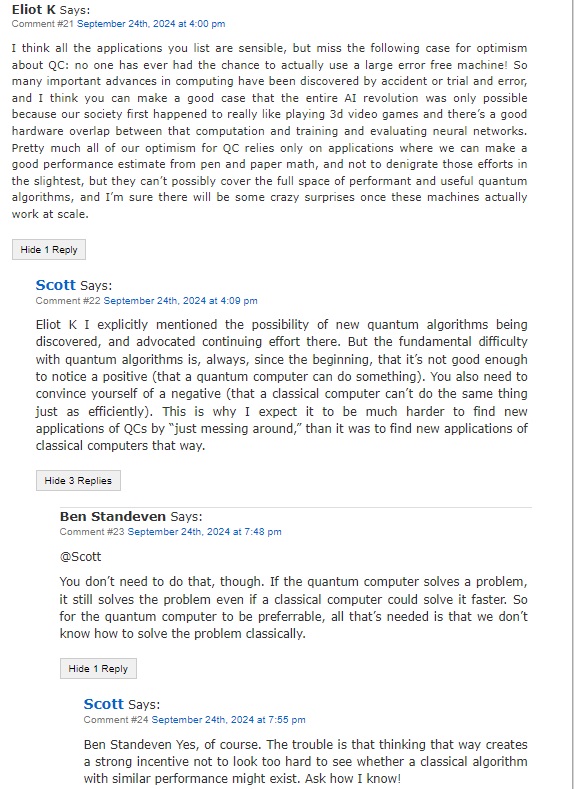 Eliot K Says:
Comment #21 September 24th, 2024 at 4:00 pm
I think all the applications you list are sensible, but miss the following case for optimism
about QC: no one has ever had the chance to actually use a large error free machine! So
many important advances in computing have been discovered by accident or trial and error,
and I think you can make a good case that the entire AI revolution was only possible
because our society first happened to really like playing 3d video games and there's a good
hardware overlap between that computation and training and evaluating neural networks.
Pretty much all of our optimism for QC relies only on applications where we can make a
good performance estimate from pen and paper math, and not to denigrate those efforts in
the slightest, but they can't possibly cover the full space of performant and useful quantum
algorithms, and I'm sure there will be some crazy surprises once these machines actually
work at scale.
Hide 1 Reply
Scott Says:
Comment #22 September 24th, 2024 at 4:09 pm
Eliot K I explicitly mentioned the possibility of new quantum algorithms being
discovered, and advocated continuing effort there. But the fundamental difficulty
with quantum algorithms is, always, since the beginning, that it's not good enough
to notice a positive (that a quantum computer can do something). You also need to
convince yourself of a negative (that a classical computer can't do the same thing
just as efficiently). This is why I expect it to be much harder to find new
applications of QCs by "just messing around," than it was to find new applications of
classical computers that way.
Hide 3 Replies
Ben Standeven Says:
Comment #23 September 24th, 2024 at 7:48 pm
@Scott
You don't need to do that, though. If the quantum computer solves a problem,
it still solves the problem even if a classical computer could solve it faster. So
for the quantum computer to be preferrable, all that's needed is that we don't
know how to solve the problem classically.
Hide 1 Reply
Scott Says:
Comment #24 September 24th, 2024 at 7:55 pm
Ben Standeven Yes, of course. The trouble is that thinking that way creates
a strong incentive not to look too hard to see whether a classical algorithm
with similar performance might exist. Ask how I know!